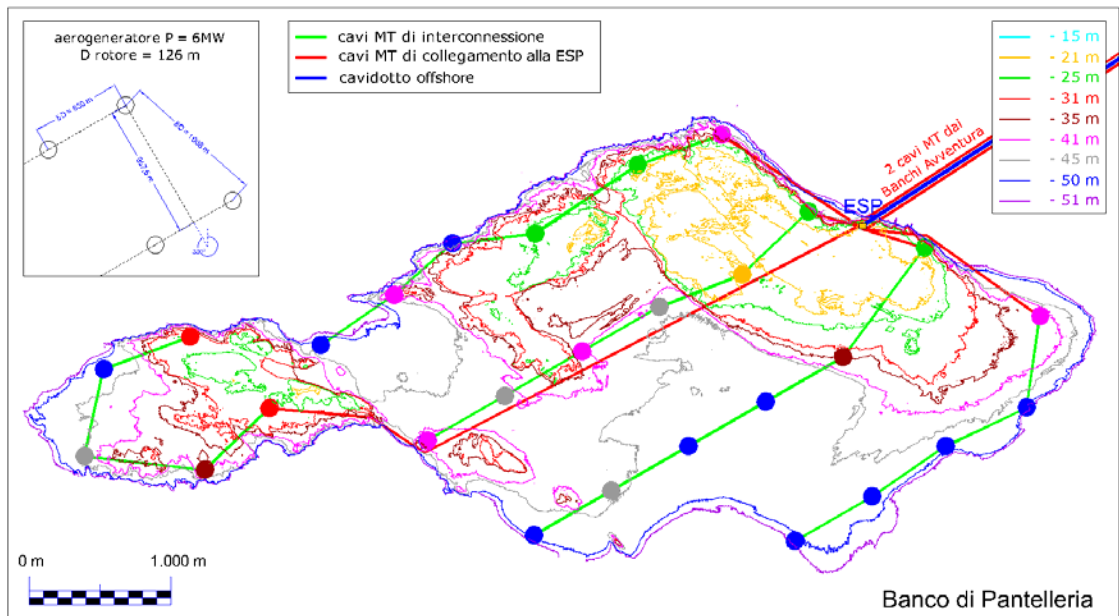 aerogeneratore P = 6MW
D rotore = 126 m
8D = 1008 m
cavi MT di interconnessione
cavi MT di collegamento alla ESP
cavidotto offshore
- 15 m
- 21 m
- 25 m
- 31 m
- 35 m
- 41 m
- 45 m
- 50 m
- 51 m
2 cavi MT dai
Banchi Avventura
ESP
0 m
1.000 m
Banco di Pantelleria